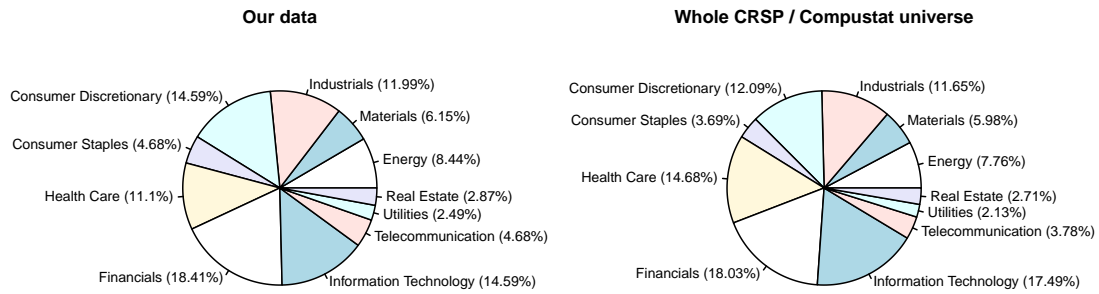 Our data
Industrials (11.99%)
Consumer Discretionary (14.59%)
Materials (6.15%)
Consumer Staples (4.68%)
Energy (8.44%)
Health Care (11.1%)
Real Estate (2.87%)
Utilities (2.49%)
Telecommunication (4.68%)
Financials (18.41%)
Information Technology (14.59%)
Whole CRSP / Compustat universe
Industrials (11.65%)
Consumer Discretionary (12.09%)
Materials (5.98%)
Consumer Staples (3.69%)
Energy (7.76%)
Health Care (14.68%)
Real Estate (2.71%)
Utilities (2.13%)
Telecommunication (3.78%)
Financials (18.03%)
Information Technology (17.49%)